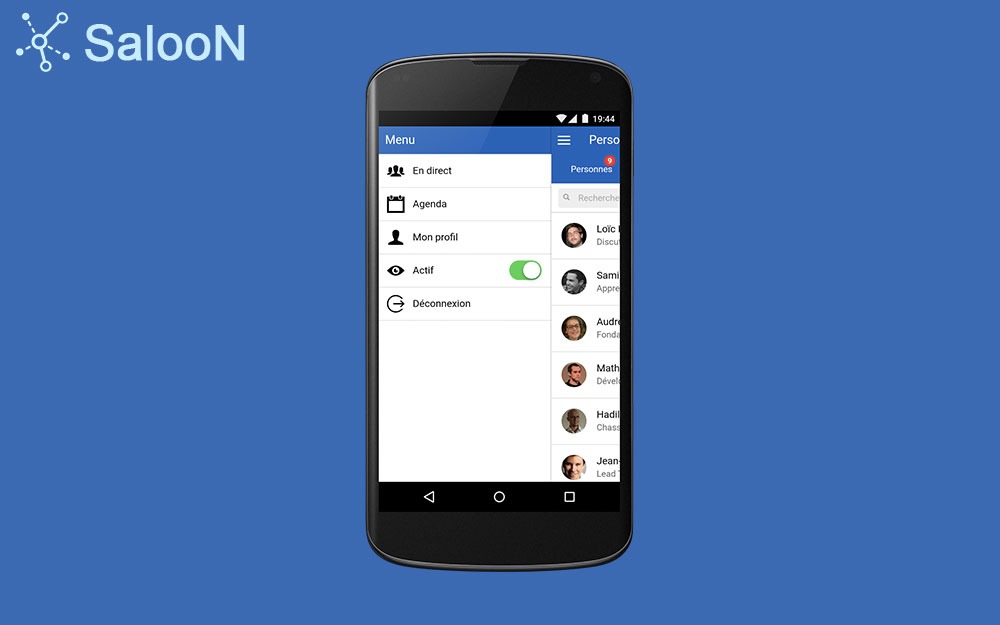 SalooN
19:44
Menu
Perso
En direct
Agenda
Mon profil
Actif
Déconnexion
9
Personnes
Recherche
Loïc
Discu
Sami
Appre
Audre
Fonda
Math
Dével
Hadil
Chass
Jean-
Lead